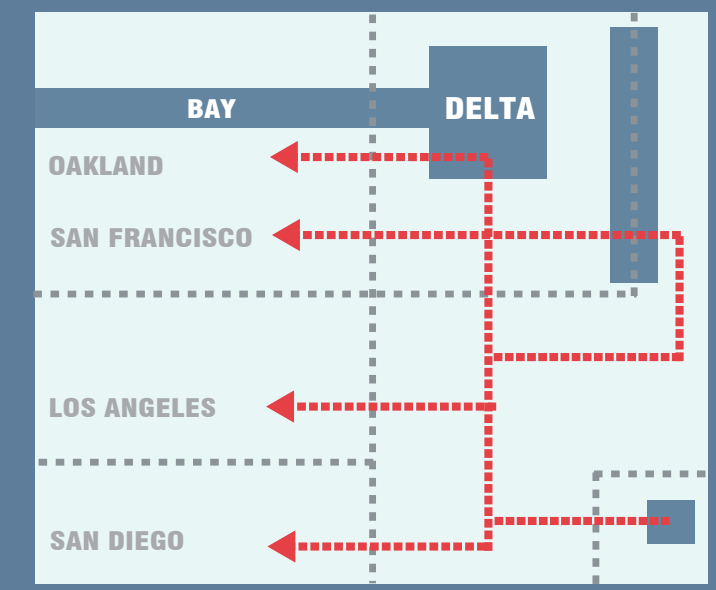 BAY
DELTA
OAKLAND
SAN FRANCISCO
LOS ANGELES
SAN DIEGO